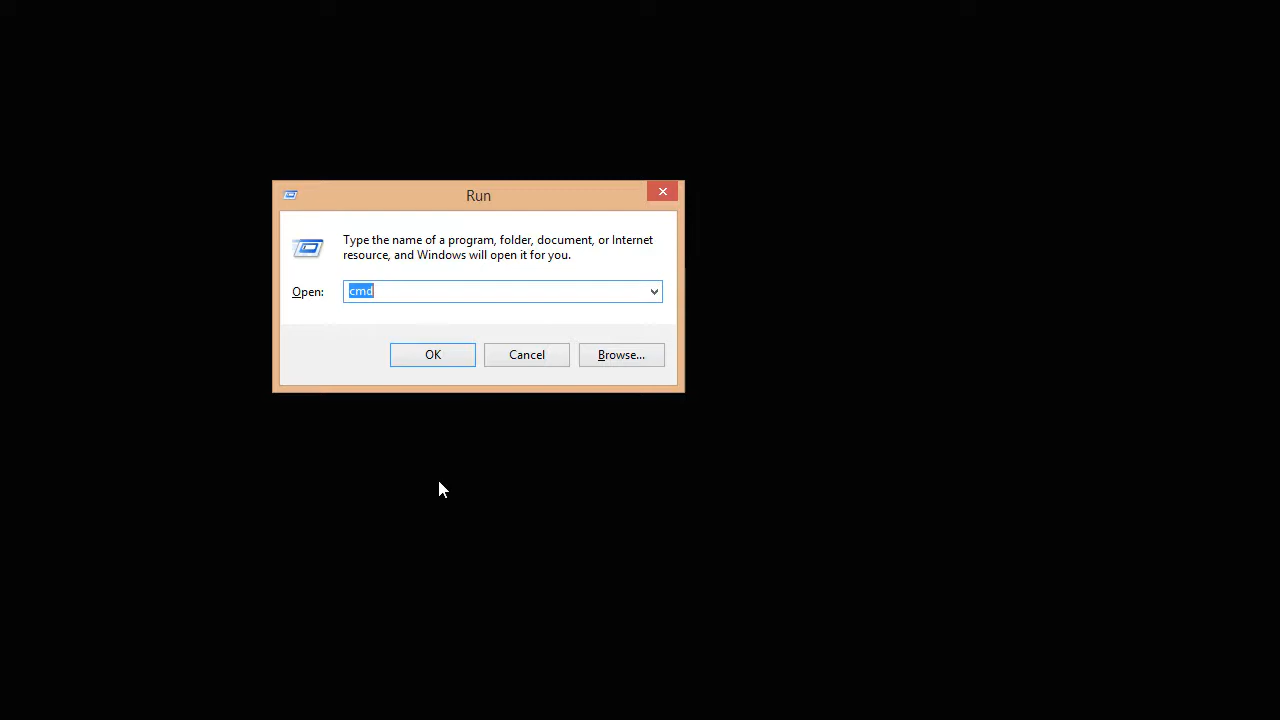 Run
Type the name of a program, folder, document, or Internet
resource, and Windows will open it for you.
Open: cmd
OK Cancel Browse...